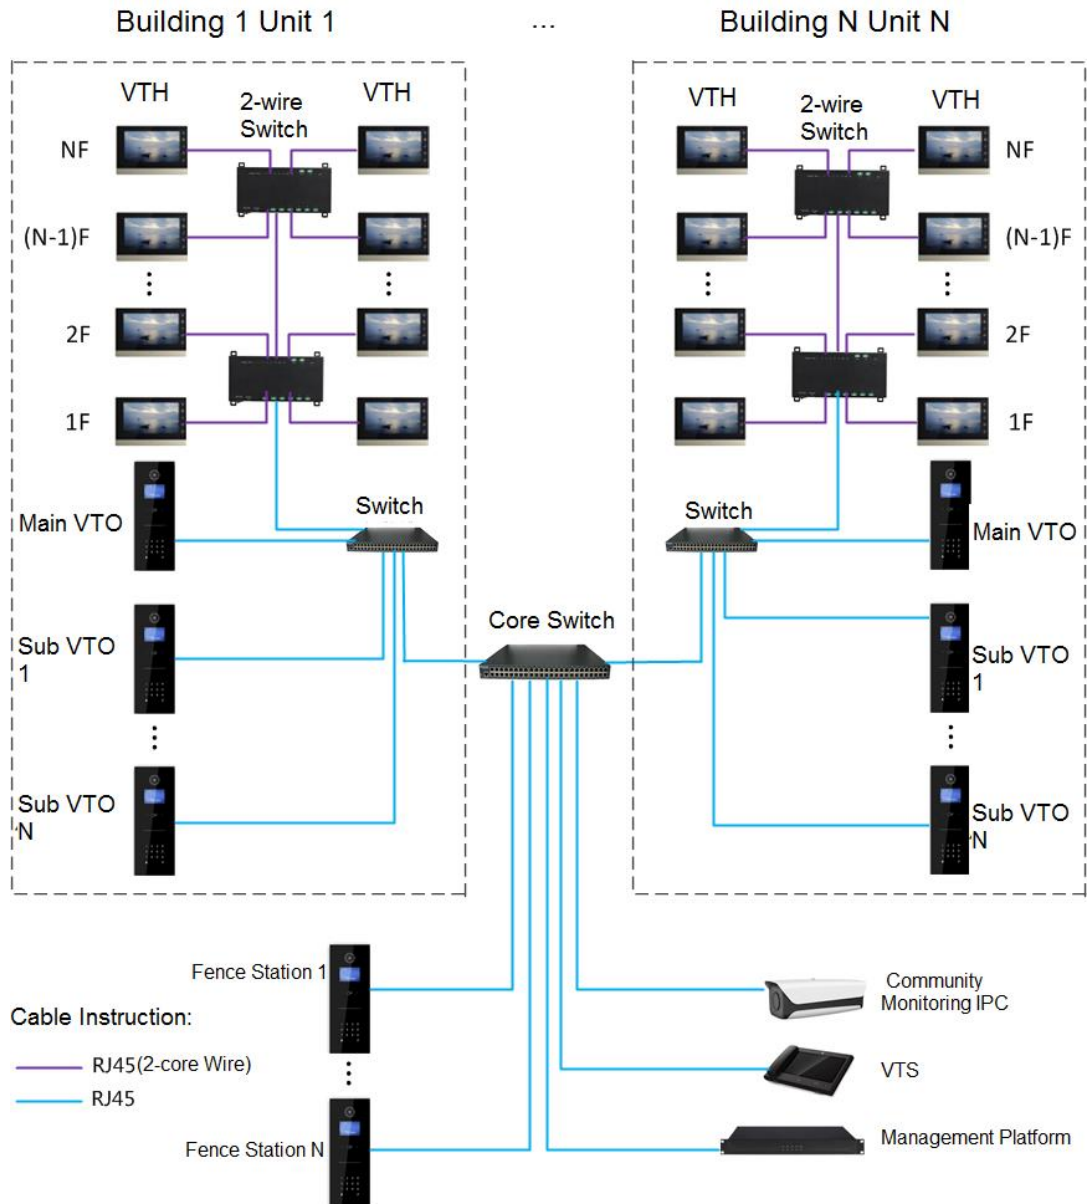 Building 1 Unit 1
...
Building N Unit N
VTH
2-wire
Switch
VTH
NF
(N-1)F
2F
1F
VTH
2-wire
Switch
VTH
NF
(N-1)F
2F
1F
Main VTO
Switch
Switch
Main VTO
Sub VTO
1
Core Switch
Sub VTO
1
Sub VTO
N
Sub VTO
N
Fence Station 1
Community
Monitoring IPC
Cable Instruction:
RJ45(2-core Wire)
RJ45
VTS
Fence Station N
Management Platform